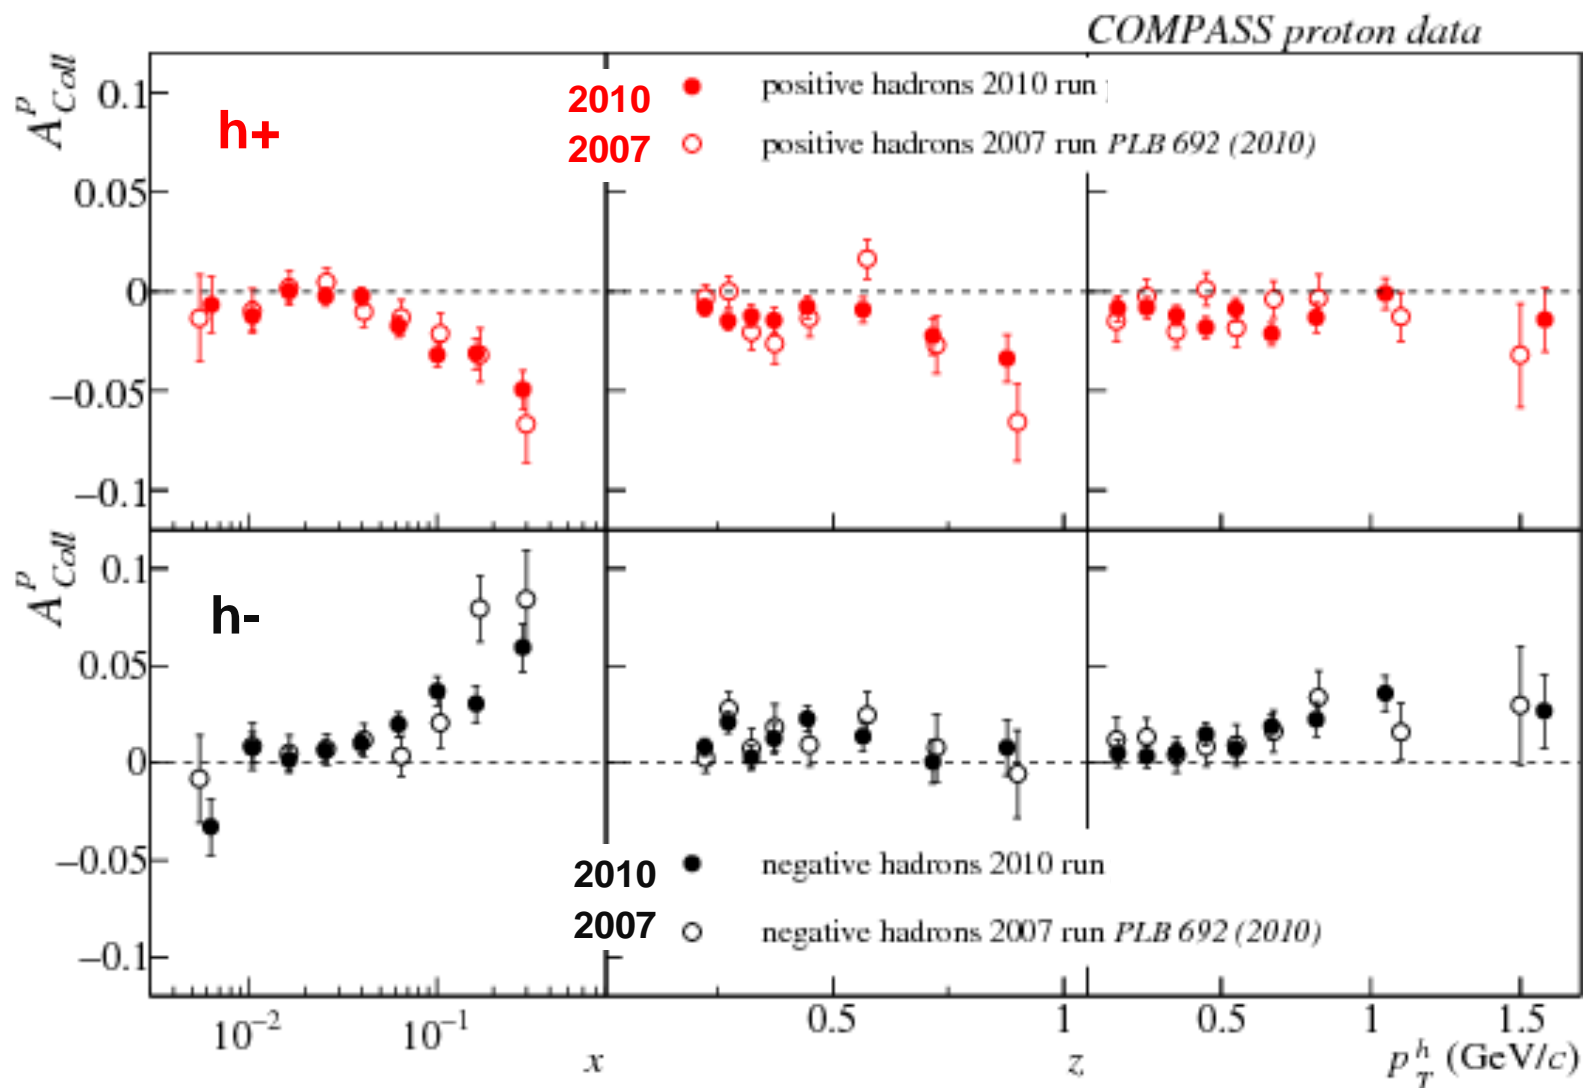 COMPASS proton data
A^p_Coll
0.1
0.05
0
−0.05
−0.1
h+
2010 positive hadrons 2010 run
2007 positive hadrons 2007 run PLB 692 (2010)
A^p_Coll
0.1
0.05
0
−0.05
−0.1
h-
2010 negative hadrons 2010 run
2007 negative hadrons 2007 run PLB 692 (2010)
10^−2 10^−1 0.5 1 0.5 1 1.5
x z p_T^h (GeV/c)